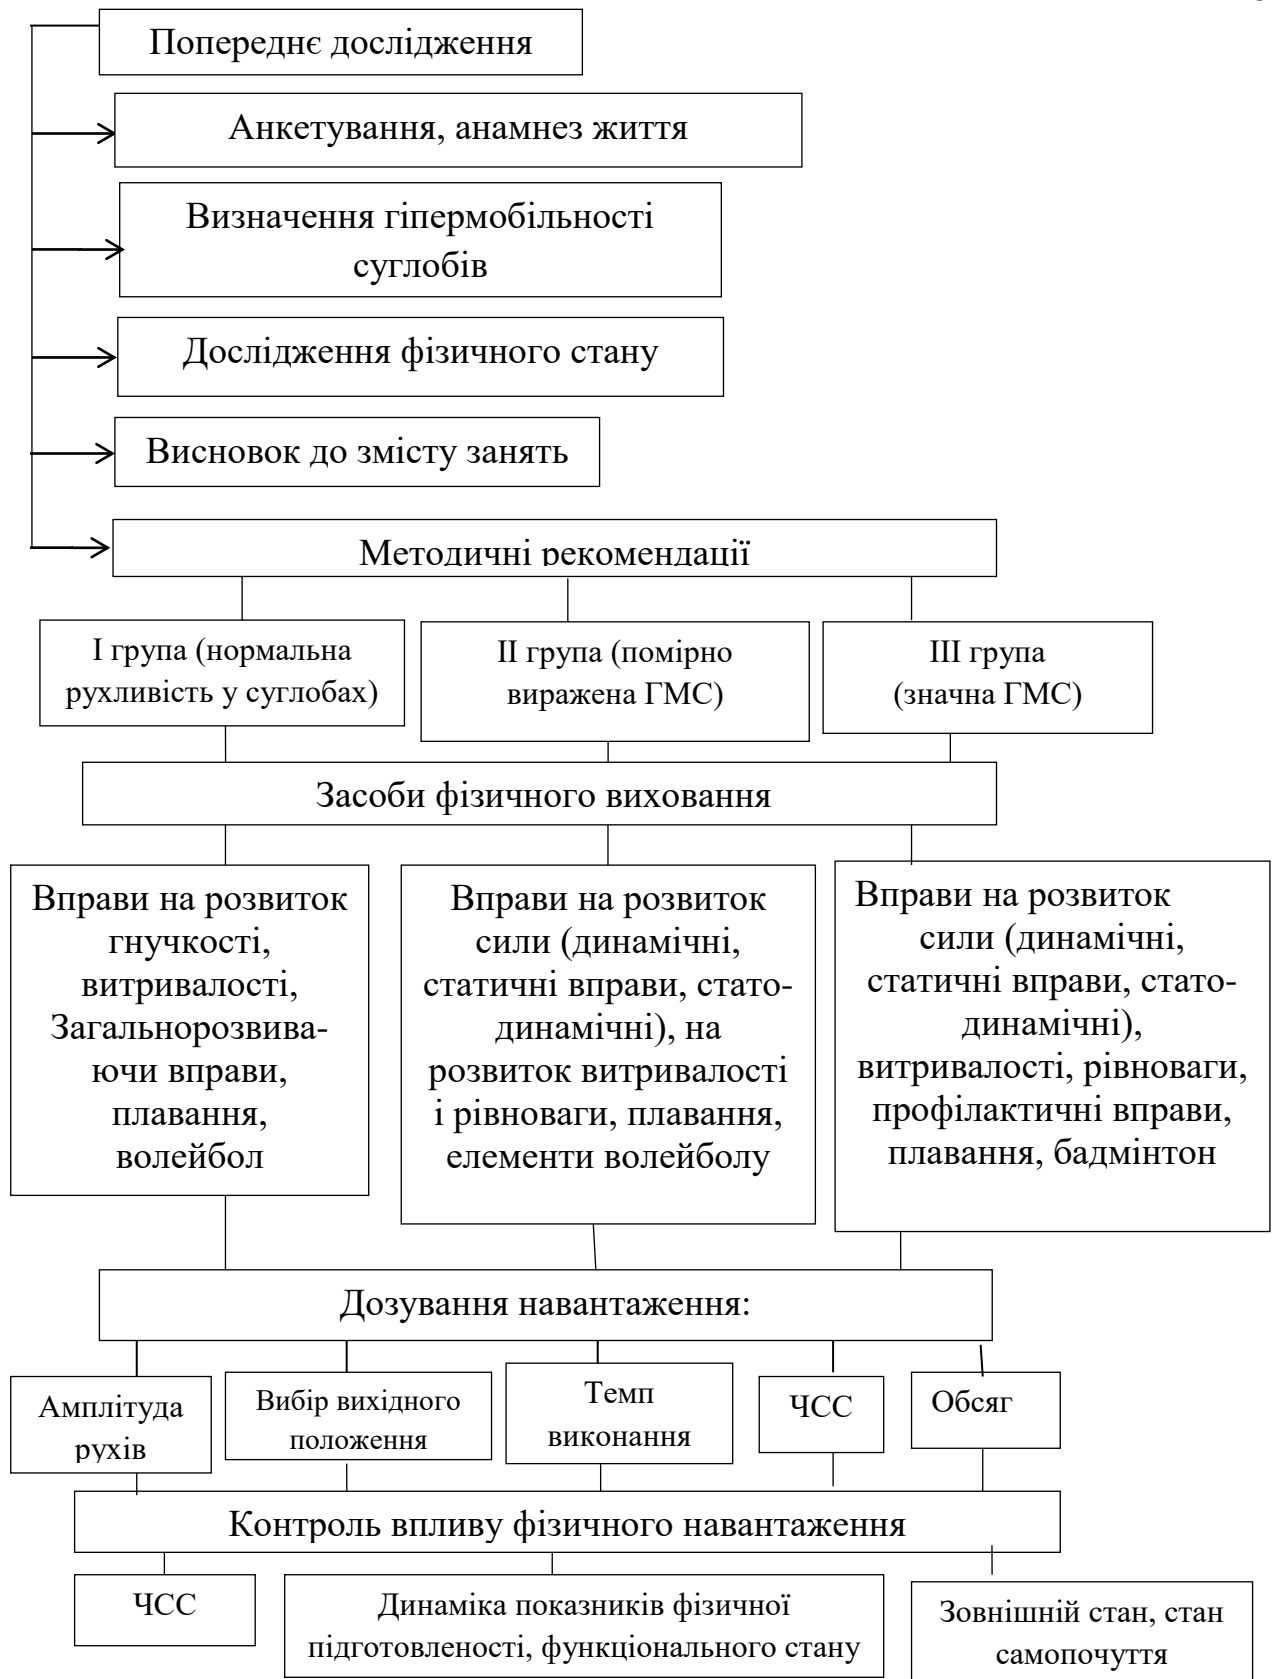 Попереднє дослідження
Анкетування, анамнез життя
Визначення гіпермобільності
суглобів
Дослідження фізичного стану
Висновок до змісту занять
Методичні рекомендації
І група (нормальна
рухливість у суглобах)
ІІ група (помірно
виражена ГМС)
ІІІ група
(значна ГМС)
Засоби фізичного виховання
Вправи на розвиток
гнучкості,
витривалості,
Загальнорозвива-
ючи вправи,
плавання,
волейбол
Вправи на розвиток
сили (динамічні,
статичні вправи, стато-
динамічні), на
розвиток витривалості
і рівноваги, плавання,
елементи волейболу
Вправи на розвиток
сили (динамічні,
статичні вправи, стато-
динамічні),
витривалості, рівноваги,
профілактичні вправи,
плавання, бадмінтон
Дозування навантаження:
Амплітуда
рухів
Вибір вихідного
положення
Темп
виконання
ЧСС
Обсяг
Контроль впливу фізичного навантаження
ЧСС
Динаміка показників фізичної
підготовленості, функціонального стану
Зовнішній стан, стан
самопочуття